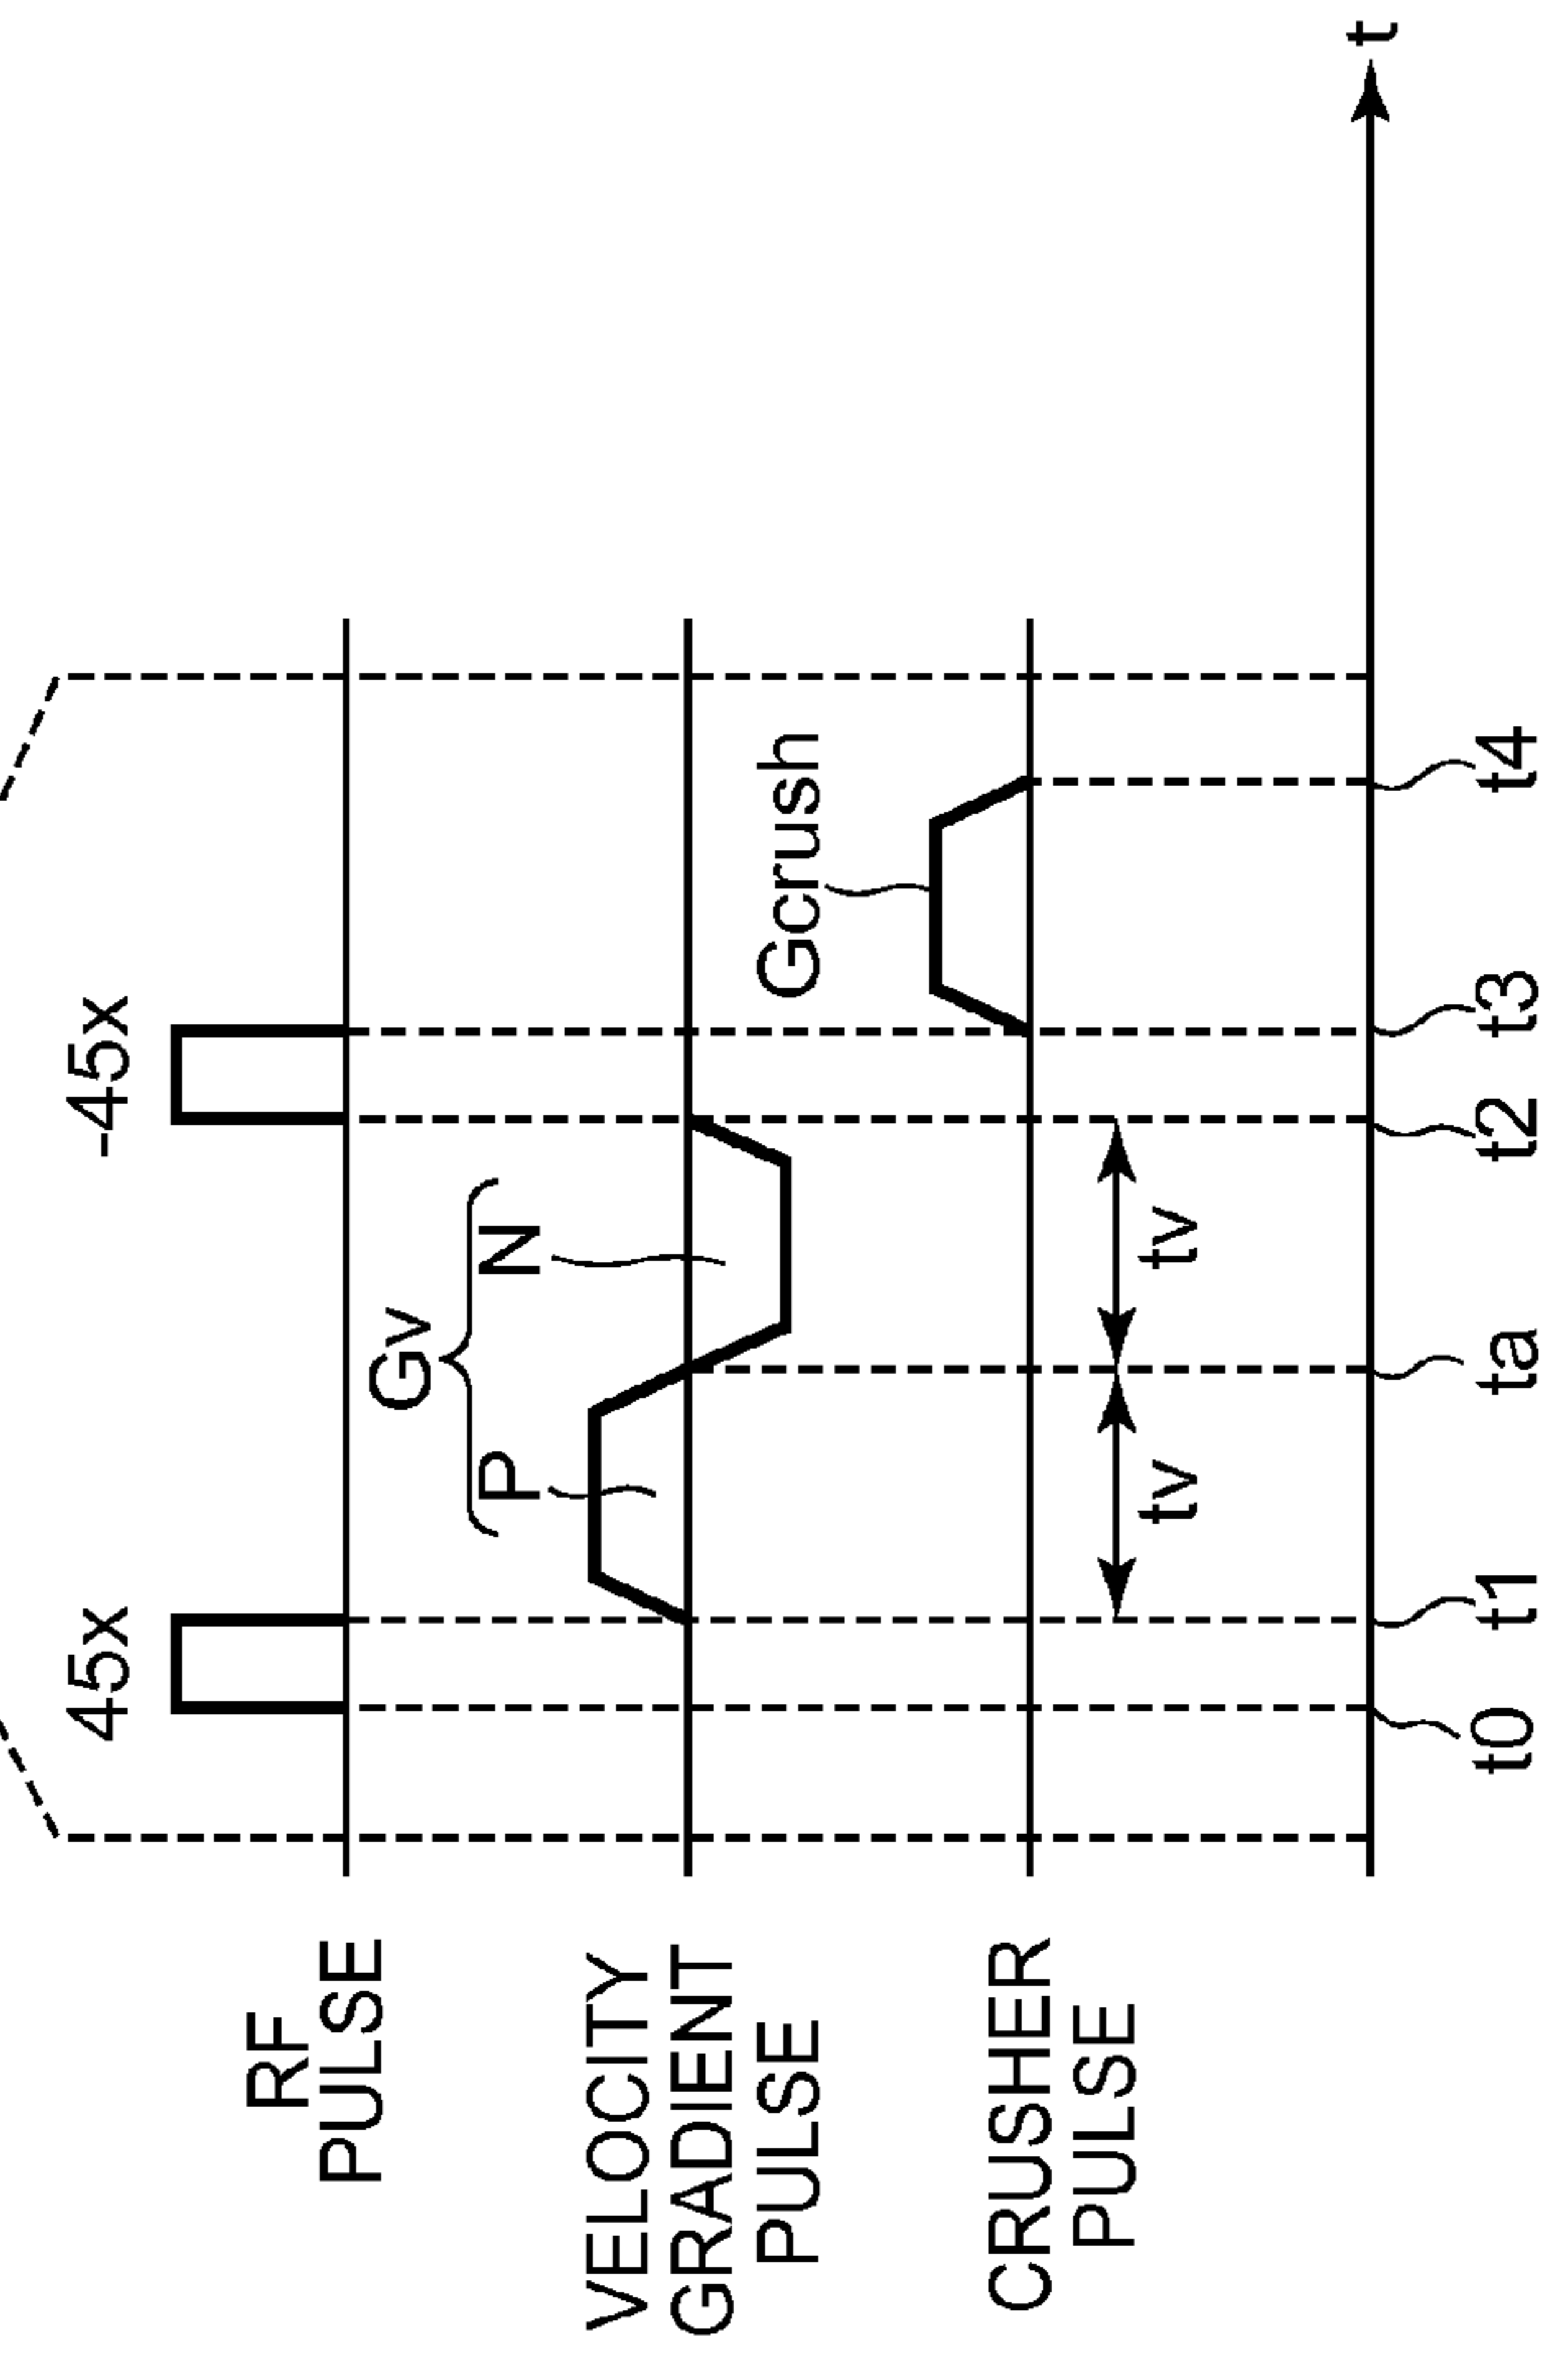 45x
-45x
RF
PULSE
Gv
P
N
VELOCITY
GRADIENT
PULSE
Gcrush
CRUSHER
PULSE
tv
tv
t0
t1
ta
t2
t3
t4
t